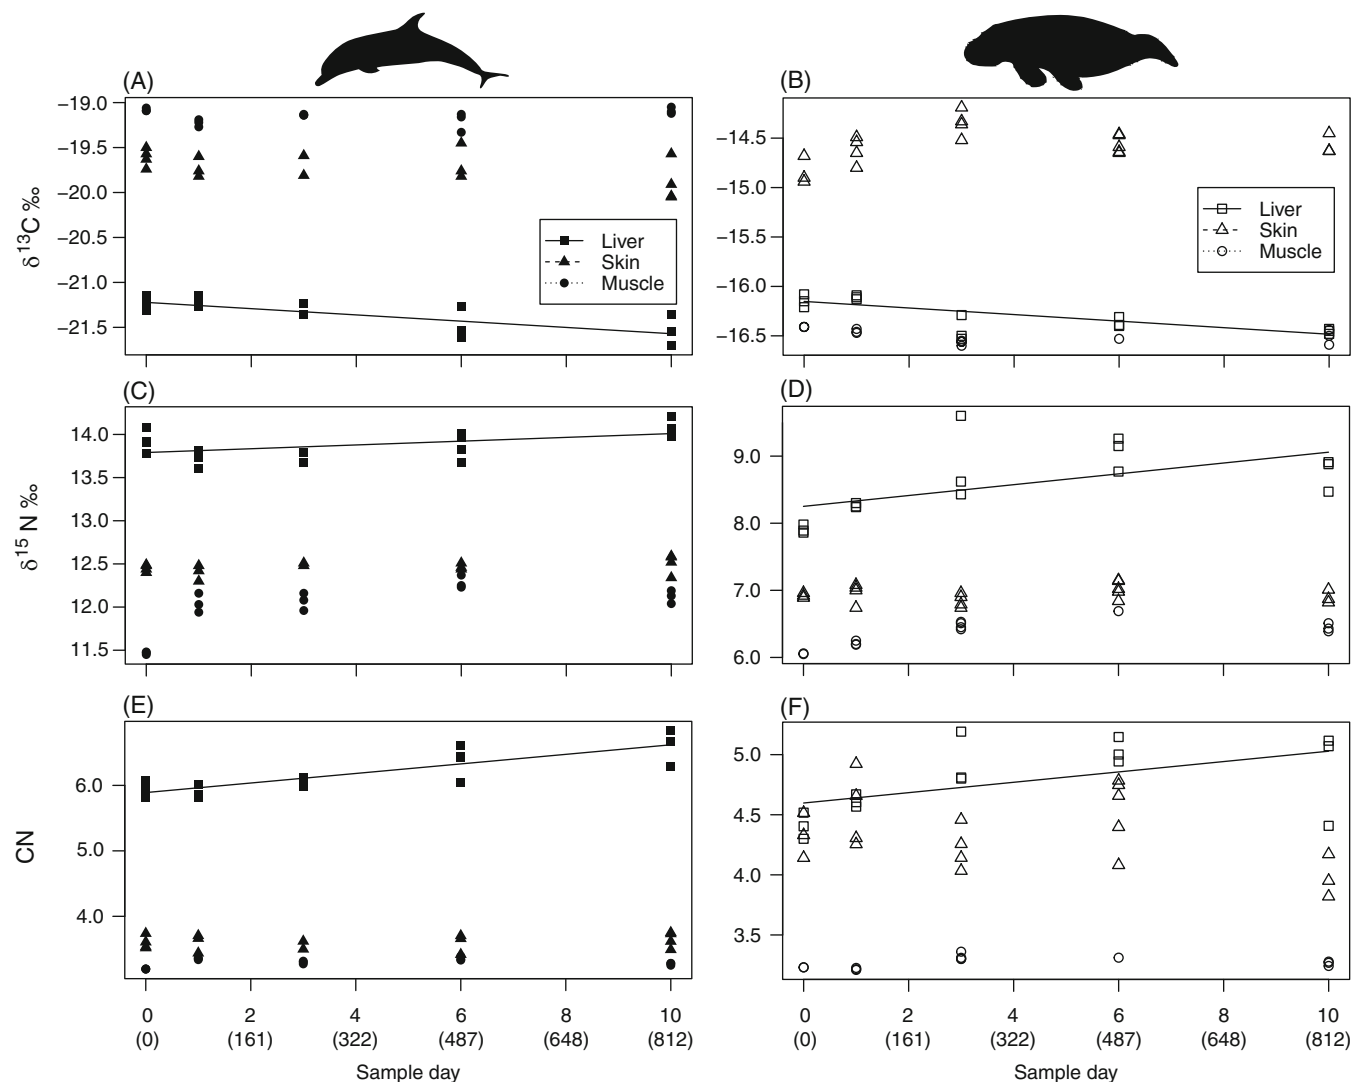 (A)
(B)
δ13C ‰
−19.0
−19.5
−20.0
−20.5
−21.0
−21.5
Liver
Skin
Muscle
−14.5
−15.0
−15.5
−16.0
−16.5
Liver
Skin
Muscle
(C)
(D)
δ15 N ‰
14.0
13.5
13.0
12.5
12.0
11.5
9.0
8.0
7.0
6.0
(E)
(F)
CN
6.0
5.0
4.0
5.0
4.5
4.0
3.5
0 2 4 6 8 10
(0) (161) (322) (487) (648) (812)
Sample day
0 2 4 6 8 10
(0) (161) (322) (487) (648) (812)
Sample day